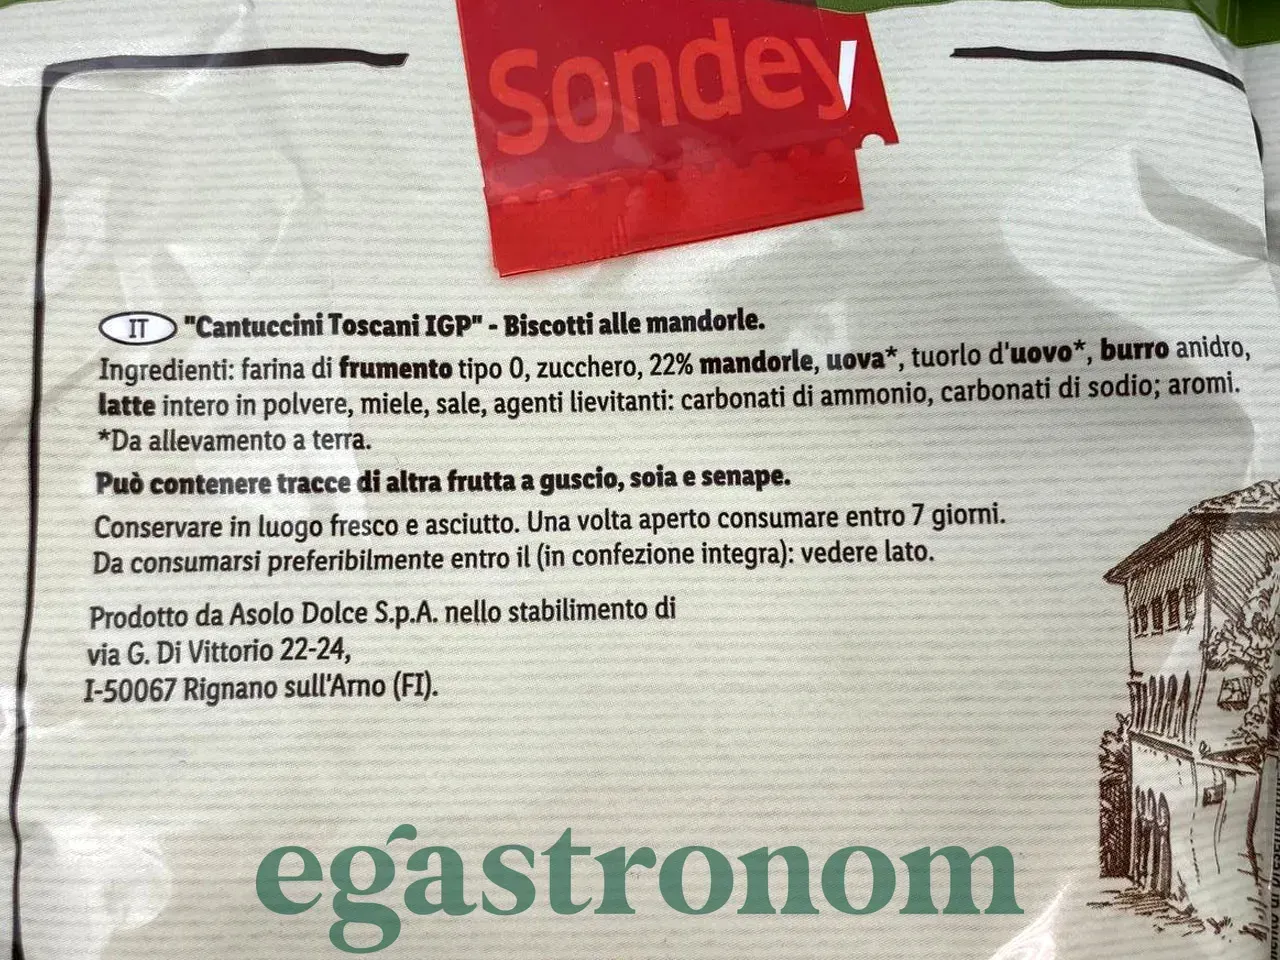 Sondey
IT "Cantuccini Toscani IGP" - Biscotti alle mandorle.
Ingredienti: farina di frumento tipo 0, zucchero, 22% mandorle, uova*, tuorlo d'uovo*, burro anidro,
latte intero in polvere, miele, sale, agenti lievitanti: carbonati di ammonio, carbonati di sodio; aromi.
*Da allevamento a terra.
Può contenere tracce di altra frutta a guscio, soia e senape.
Conservare in luogo fresco e asciutto. Una volta aperto consumare entro 7 giorni.
Da consumarsi preferibilmente entro il (in confezione integra): vedere lato.
Prodotto da Asolo Dolce S.p.A. nello stabilimento di
via G. Di Vittorio 22-24,
I-50067 Rignano sull'Arno (FI).
egastronom